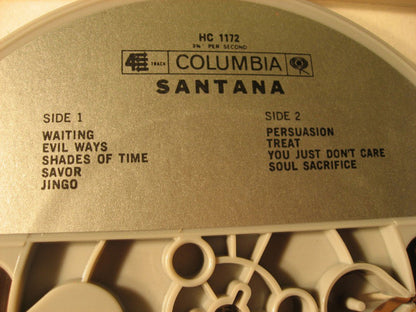 HC 1172
3¾" PER SECOND
4 TRACK COLUMBIA
SANTANA
SIDE 1
WAITING
EVIL WAYS
SHADES OF TIME
SAVOR
JINGO
SIDE 2
PERSUASION
TREAT
YOU JUST DON'T CARE
SOUL SACRIFICE